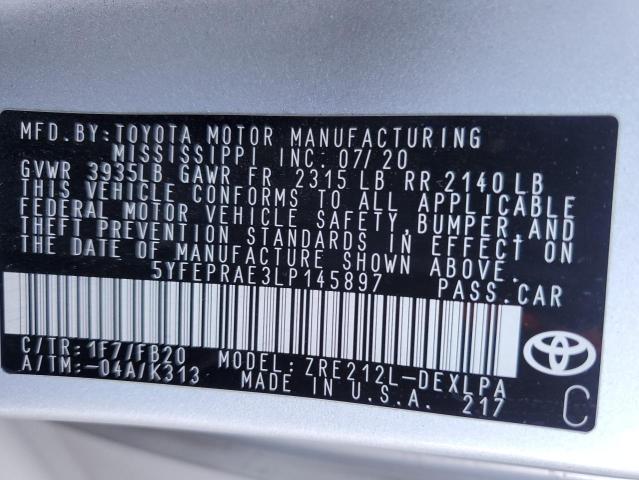 MFD.BY:TOYOTA MOTOR MANUFACTURING
MISSISSIPPI INC. 07/20
GVWR 3935LB GAWR FR 2315 LB RR 2140 LB
THIS VEHICLE CONFORMS TO ALL APPLICABLE
FEDERAL MOTOR VEHICLE SAFETY,BUMPER,AND
THEFT PREVENTION STANDARDS IN EFFECT ON
THE DATE OF MANUFACTURE SHOWN ABOVE.
5YFEPRAE3LP145897 PASS.CAR
C/TR:1F7/FB20 MODEL:ZRE212L-DEXLPA
A/TM:-04A/K313 MADE IN U.S.A. 217
TOYOTA
C